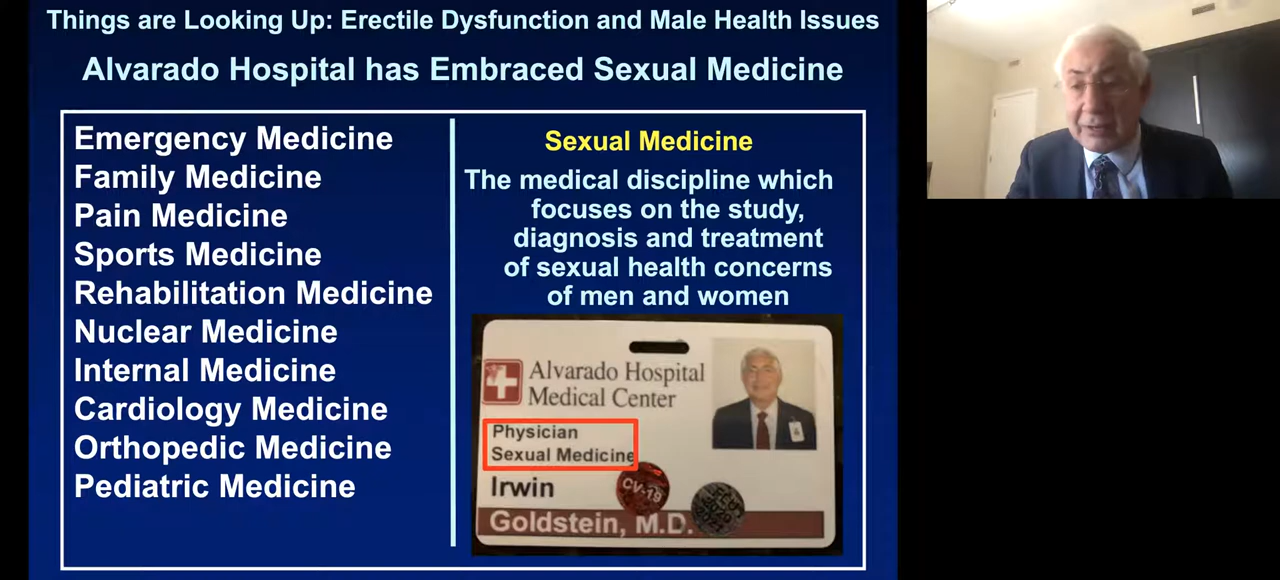 Things are Looking Up: Erectile Dysfunction and Male Health Issues
Alvarado Hospital has Embraced Sexual Medicine
Emergency Medicine
Family Medicine
Pain Medicine
Sports Medicine
Rehabilitation Medicine
Nuclear Medicine
Internal Medicine
Cardiology Medicine
Orthopedic Medicine
Pediatric Medicine
Sexual Medicine
The medical discipline which
focuses on the study,
diagnosis and treatment
of sexual health concerns
of men and women
Alvarado Hospital
Medical Center
Physician
Sexual Medicine
Irwin
CV-19
Goldstein, M.D.